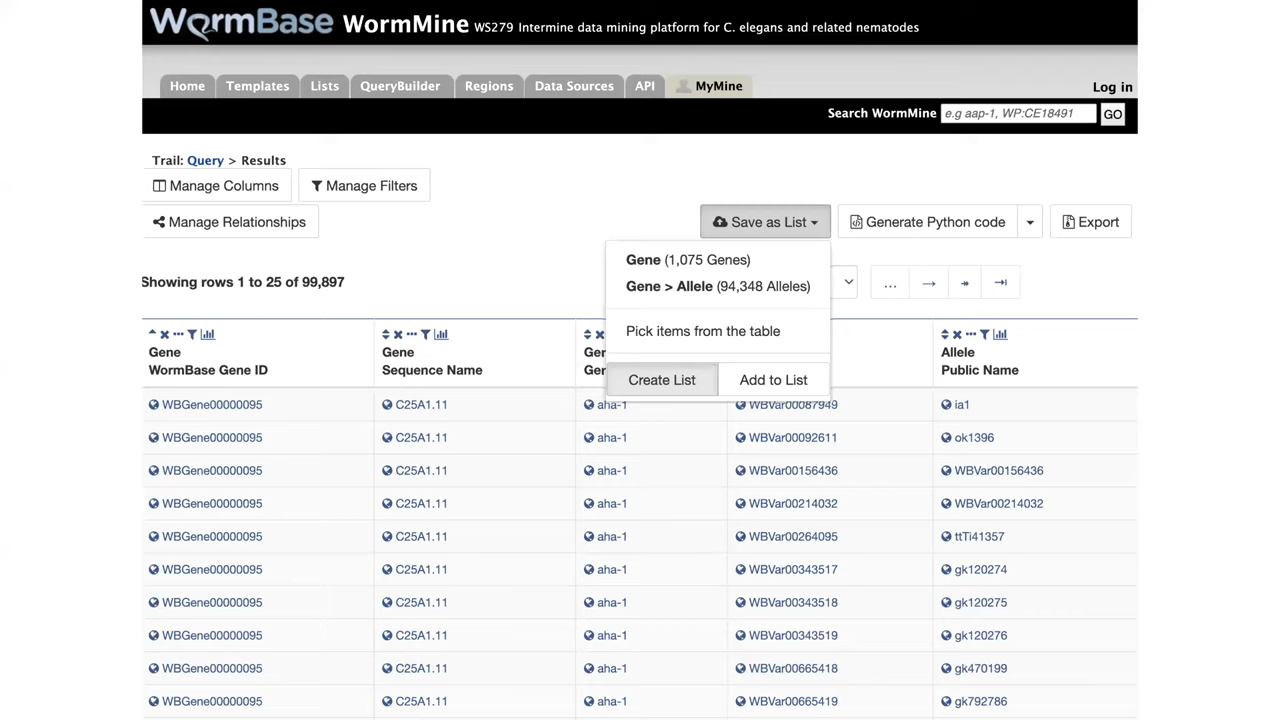 WormBase WormMine WS279 Intermine data mining platform for C. elegans and related nematodes
Home Templates Lists QueryBuilder Regions Data Sources API MyMine Log in
Search WormMine e.g aap-1, WP:CE18491 GO
Trail: Query > Results
Manage Columns Manage Filters
Manage Relationships Save as List Generate Python code Export
Gene (1,075 Genes)
Showing rows 1 to 25 of 99,897 Gene > Allele (94,348 Alleles) ...
Pick items from the table
Gene Gene Allele
WormBase Gene ID Sequence Name Public Name
Create List Add to List
WBGene00000095 C25A1.11 aha-1 WBVar00087949 ia1
WBGene00000095 C25A1.11 aha-1 WBVar00092611 ok1396
WBGene00000095 C25A1.11 aha-1 WBVar00156436 WBVar00156436
WBGene00000095 C25A1.11 aha-1 WBVar00214032 WBVar00214032
WBGene00000095 C25A1.11 aha-1 WBVar00264095 ttTi41357
WBGene00000095 C25A1.11 aha-1 WBVar00343517 gk120274
WBGene00000095 C25A1.11 aha-1 WBVar00343518 gk120275
WBGene00000095 C25A1.11 aha-1 WBVar00343519 gk120276
WBGene00000095 C25A1.11 aha-1 WBVar00665418 gk470199
WBGene00000095 C25A1.11 aha-1 WBVar00665419 gk792786